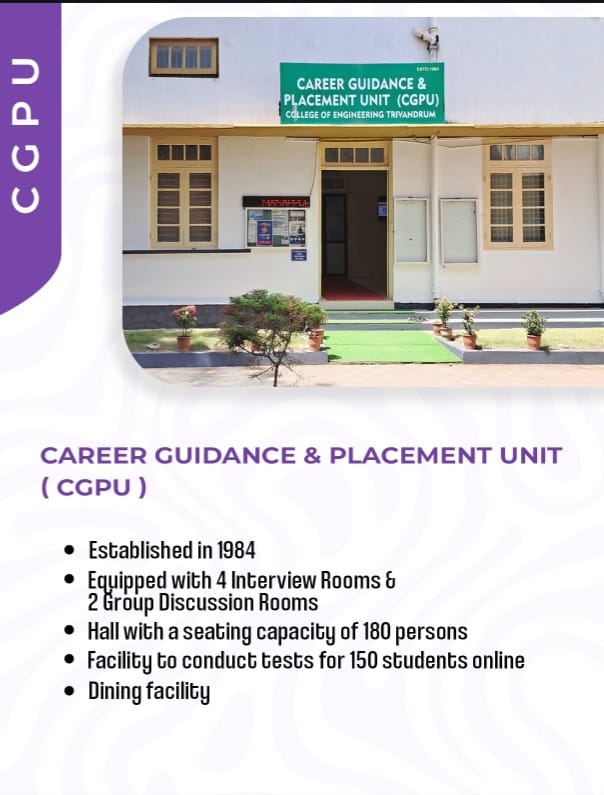 CGPU
ESTD.1984
CAREER GUIDANCE &
PLACEMENT UNIT (CGPU)
COLLEGE OF ENGINEERING TRIVANDRUM
CAREER GUIDANCE & PLACEMENT UNIT
( CGPU )
Established in 1984
Equipped with 4 Interview Rooms &
2 Group Discussion Rooms
Hall with a seating capacity of 180 persons
Facility to conduct tests for 150 students online
Dining facility